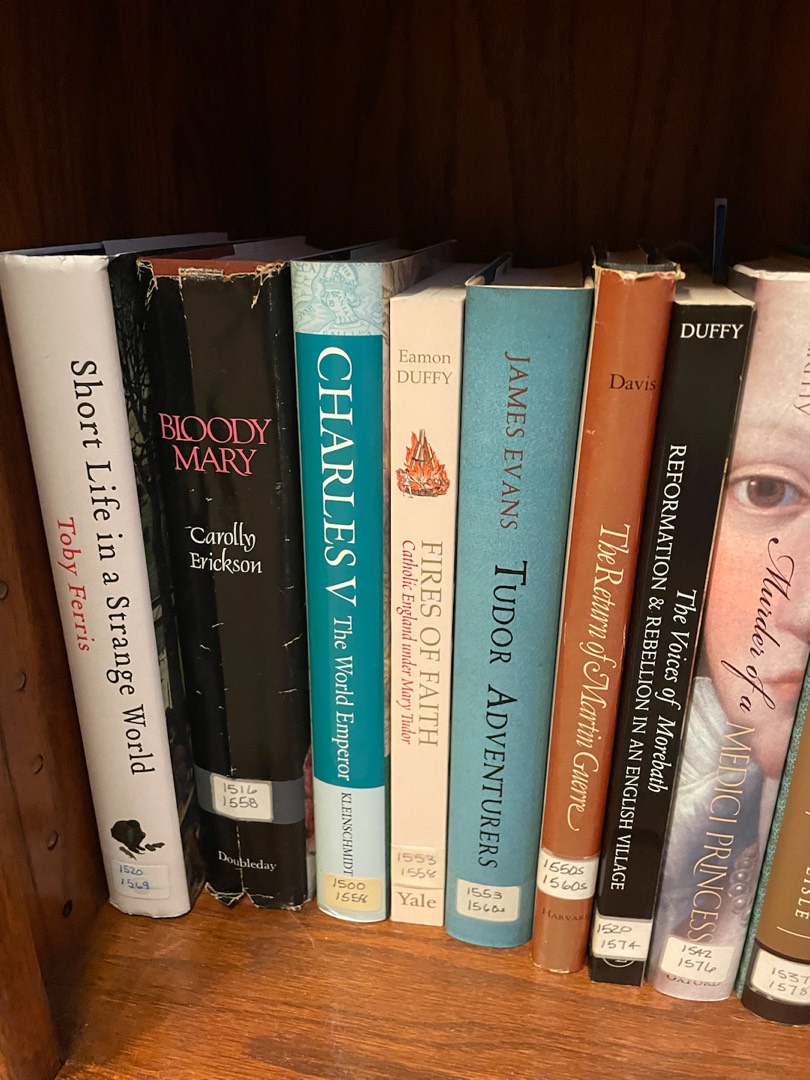 Short Life in a Strange World
Toby Ferris
1520
1569
BLOODY
MARY
Carolly
Erickson
1516
1558
Doubleday
CHARLES V The World Emperor
KLEINSCHMIDT
1500
1558
Eamon
DUFFY
FIRES OF FAITH
Catholic England under Mary Tudor
1553
1558
Yale
JAMES EVANS
TUDOR ADVENTURERS
1553
1560s
Davis
The Return of Martin Guerre
1550s
1560s
HARVARD
DUFFY
The Voices of Morebath
REFORMATION & REBELLION IN AN ENGLISH VILLAGE
1520
1574
Murder of a
MEDICI PRINCESS
1542
1576
OXFORD
1537
1578